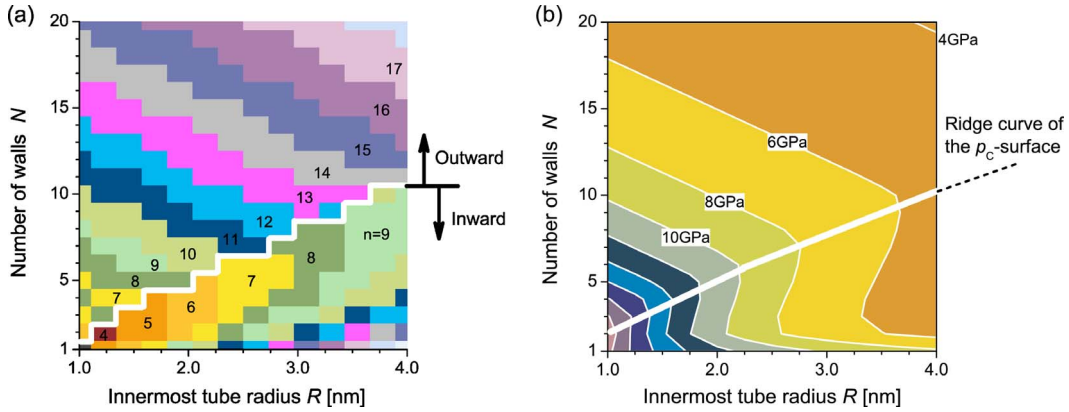 (a)
20
15
10
5
1
Number of walls N
17
16
15
14
13
12
11
10
9
8
7
4
5
6
7
8
n=9
Outward
Inward
1.0 2.0 3.0 4.0
Innermost tube radius R [nm]
(b)
20
15
10
5
1
Number of walls N
4GPa
6GPa
8GPa
10GPa
Ridge curve of
the pC-surface
1.0 2.0 3.0 4.0
Innermost tube radius R [nm]